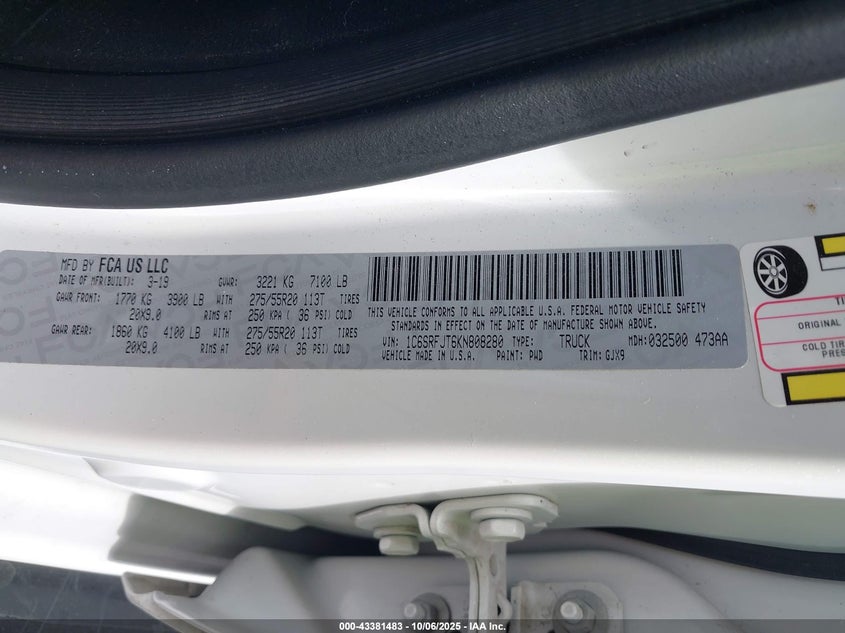 MFD BY FCA US LLC
DATE OF MFR(BUILT): 3-19 GVWR: 3221 KG 7100 LB
GAWR FRONT: 1770 KG 3900 LB WITH 275/55R20 113T TIRES
20X9.0 RIMS AT 250 KPA ( 36 PSI) COLD
GAWR REAR: 1860 KG 4100 LB WITH 275/55R20 113T TIRES
20X9.0 RIMS AT 250 KPA ( 36 PSI) COLD
THIS VEHICLE CONFORMS TO ALL APPLICABLE U.S.A. FEDERAL MOTOR VEHICLE SAFETY
STANDARDS IN EFFECT ON THE DATE OF MANUFACTURE SHOWN ABOVE.
VIN: 1C6SRFJT6KN808280 TYPE: TRUCK MDH: 032500 473AA
VEHICLE MADE IN U.S.A. PAINT: PWD TRIM: GJX9
ORIGINAL
COLD TIR
PRES
000-43381483 - 10/06/2025 - IAA Inc.